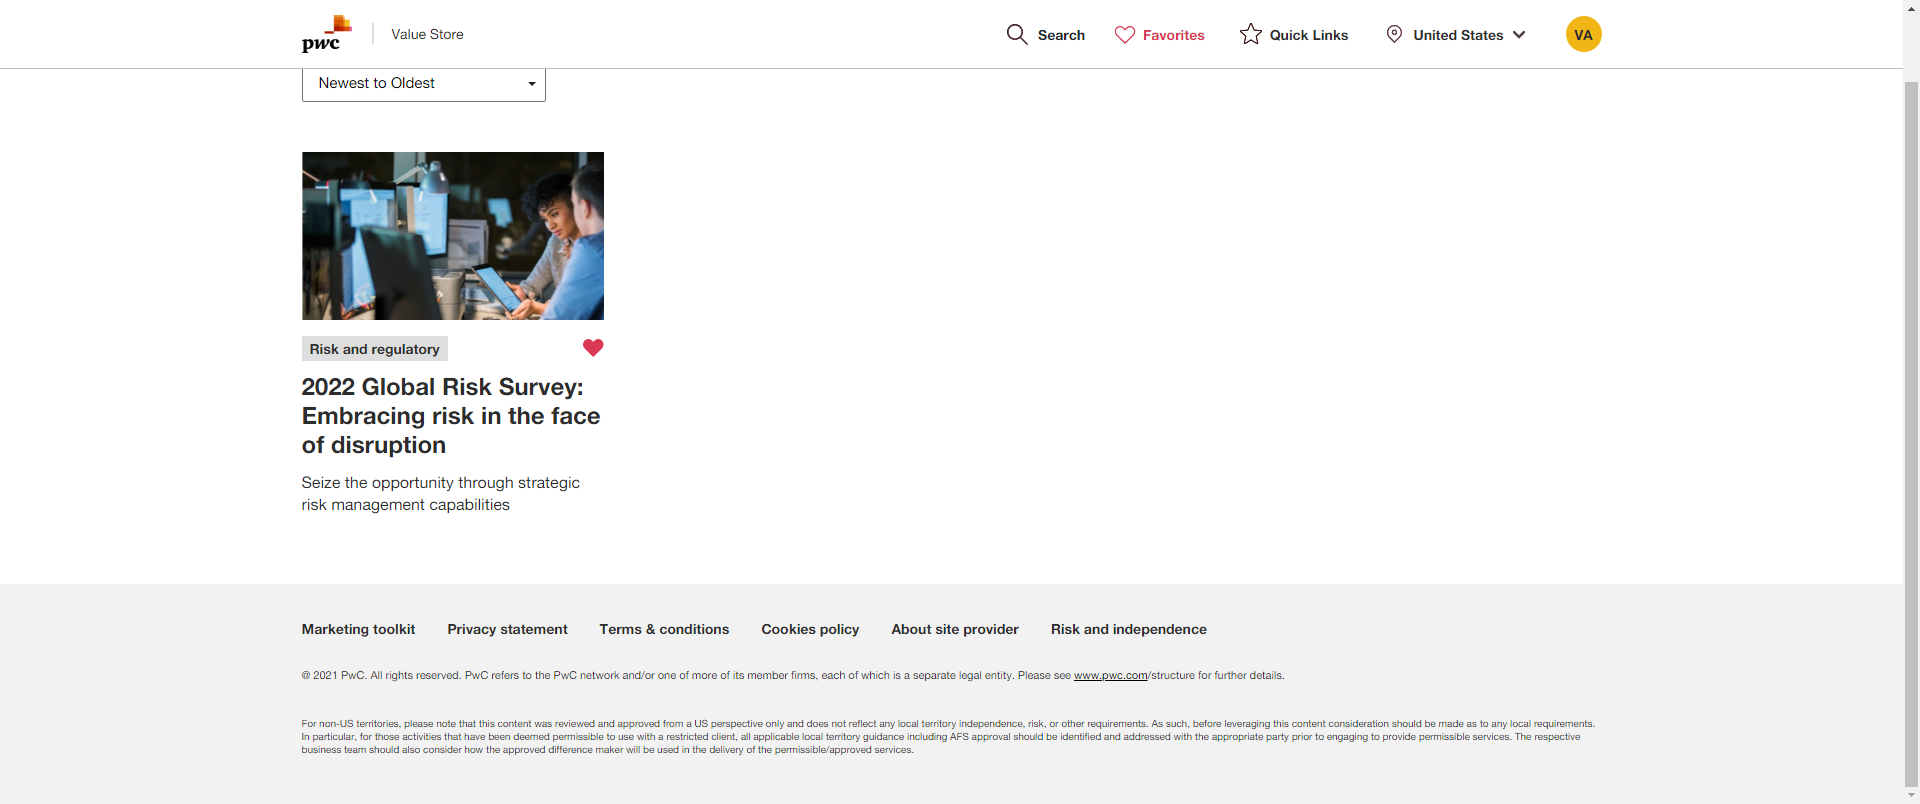 pwc
Value Store
Search
Favorites
Quick Links
United States
VA
Newest to Oldest
Risk and regulatory
2022 Global Risk Survey:
Embracing risk in the face
of disruption
Seize the opportunity through strategic
risk management capabilities
Marketing toolkit
Privacy statement
Terms & conditions
Cookies policy
About site provider
Risk and independence
@ 2021 PwC. All rights reserved. PwC refers to the PwC network and/or one of more of its member firms, each of which is a separate legal entity. Please see www.pwc.com/structure for further details.
For non-US territories, please note that this content was reviewed and approved from a US perspective only and does not reflect any local territory independence, risk, or other requirements. As such, before leveraging this content consideration should be made as to any local requirements.
In particular, for those activities that have been deemed permissible to use with a restricted client, all applicable local territory guidance including AFS approval should be identified and addressed with the appropriate party prior to engaging to provide permissible services. The respective
business team should also consider how the approved difference maker will be used in the delivery of the permissible/approved services.